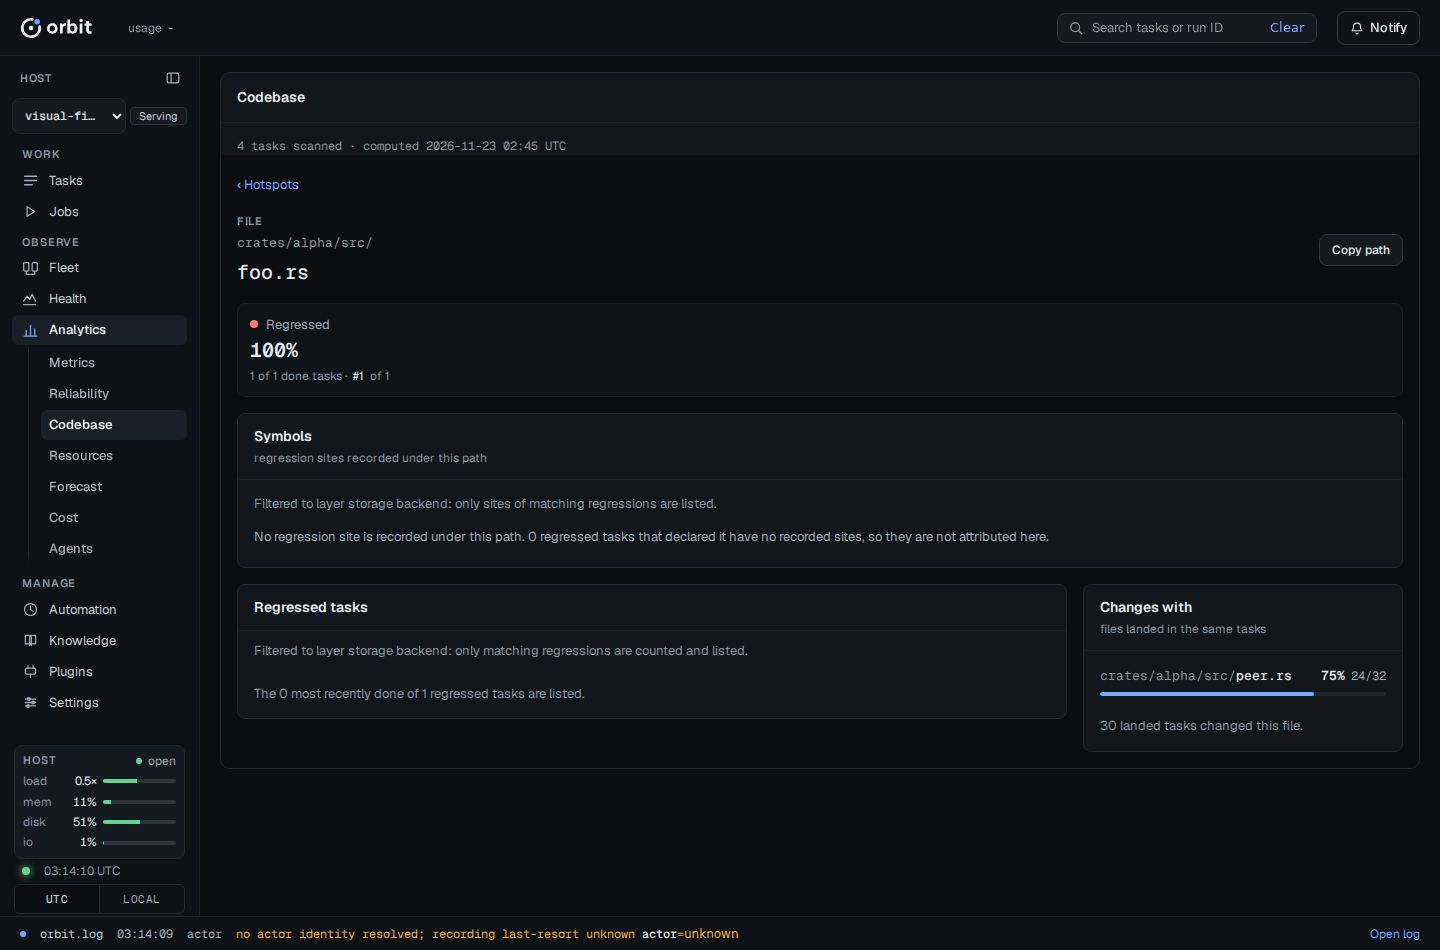 orbit
usage -
Search tasks or run ID Clear
Notify
HOST
visual-fi… Serving
WORK
Tasks
Jobs
OBSERVE
Fleet
Health
Analytics
Metrics
Reliability
Codebase
Resources
Forecast
Cost
Agents
MANAGE
Automation
Knowledge
Plugins
Settings
HOST open
load 0.5×
mem 11%
disk 51%
io 1%
03:14:10 UTC
UTC LOCAL
Codebase
4 tasks scanned · computed 2026-11-23 02:45 UTC
‹ Hotspots
FILE
crates/alpha/src/
foo.rs
Copy path
Regressed
100%
1 of 1 done tasks · #1 of 1
Symbols
regression sites recorded under this path
Filtered to layer storage backend: only sites of matching regressions are listed.
No regression site is recorded under this path. 0 regressed tasks that declared it have no recorded sites, so they are not attributed here.
Regressed tasks
Filtered to layer storage backend: only matching regressions are counted and listed.
The 0 most recently done of 1 regressed tasks are listed.
Changes with
files landed in the same tasks
crates/alpha/src/peer.rs 75% 24/32
30 landed tasks changed this file.
orbit.log 03:14:09 actor no actor identity resolved; recording last-resort unknown actor=unknown
Open log